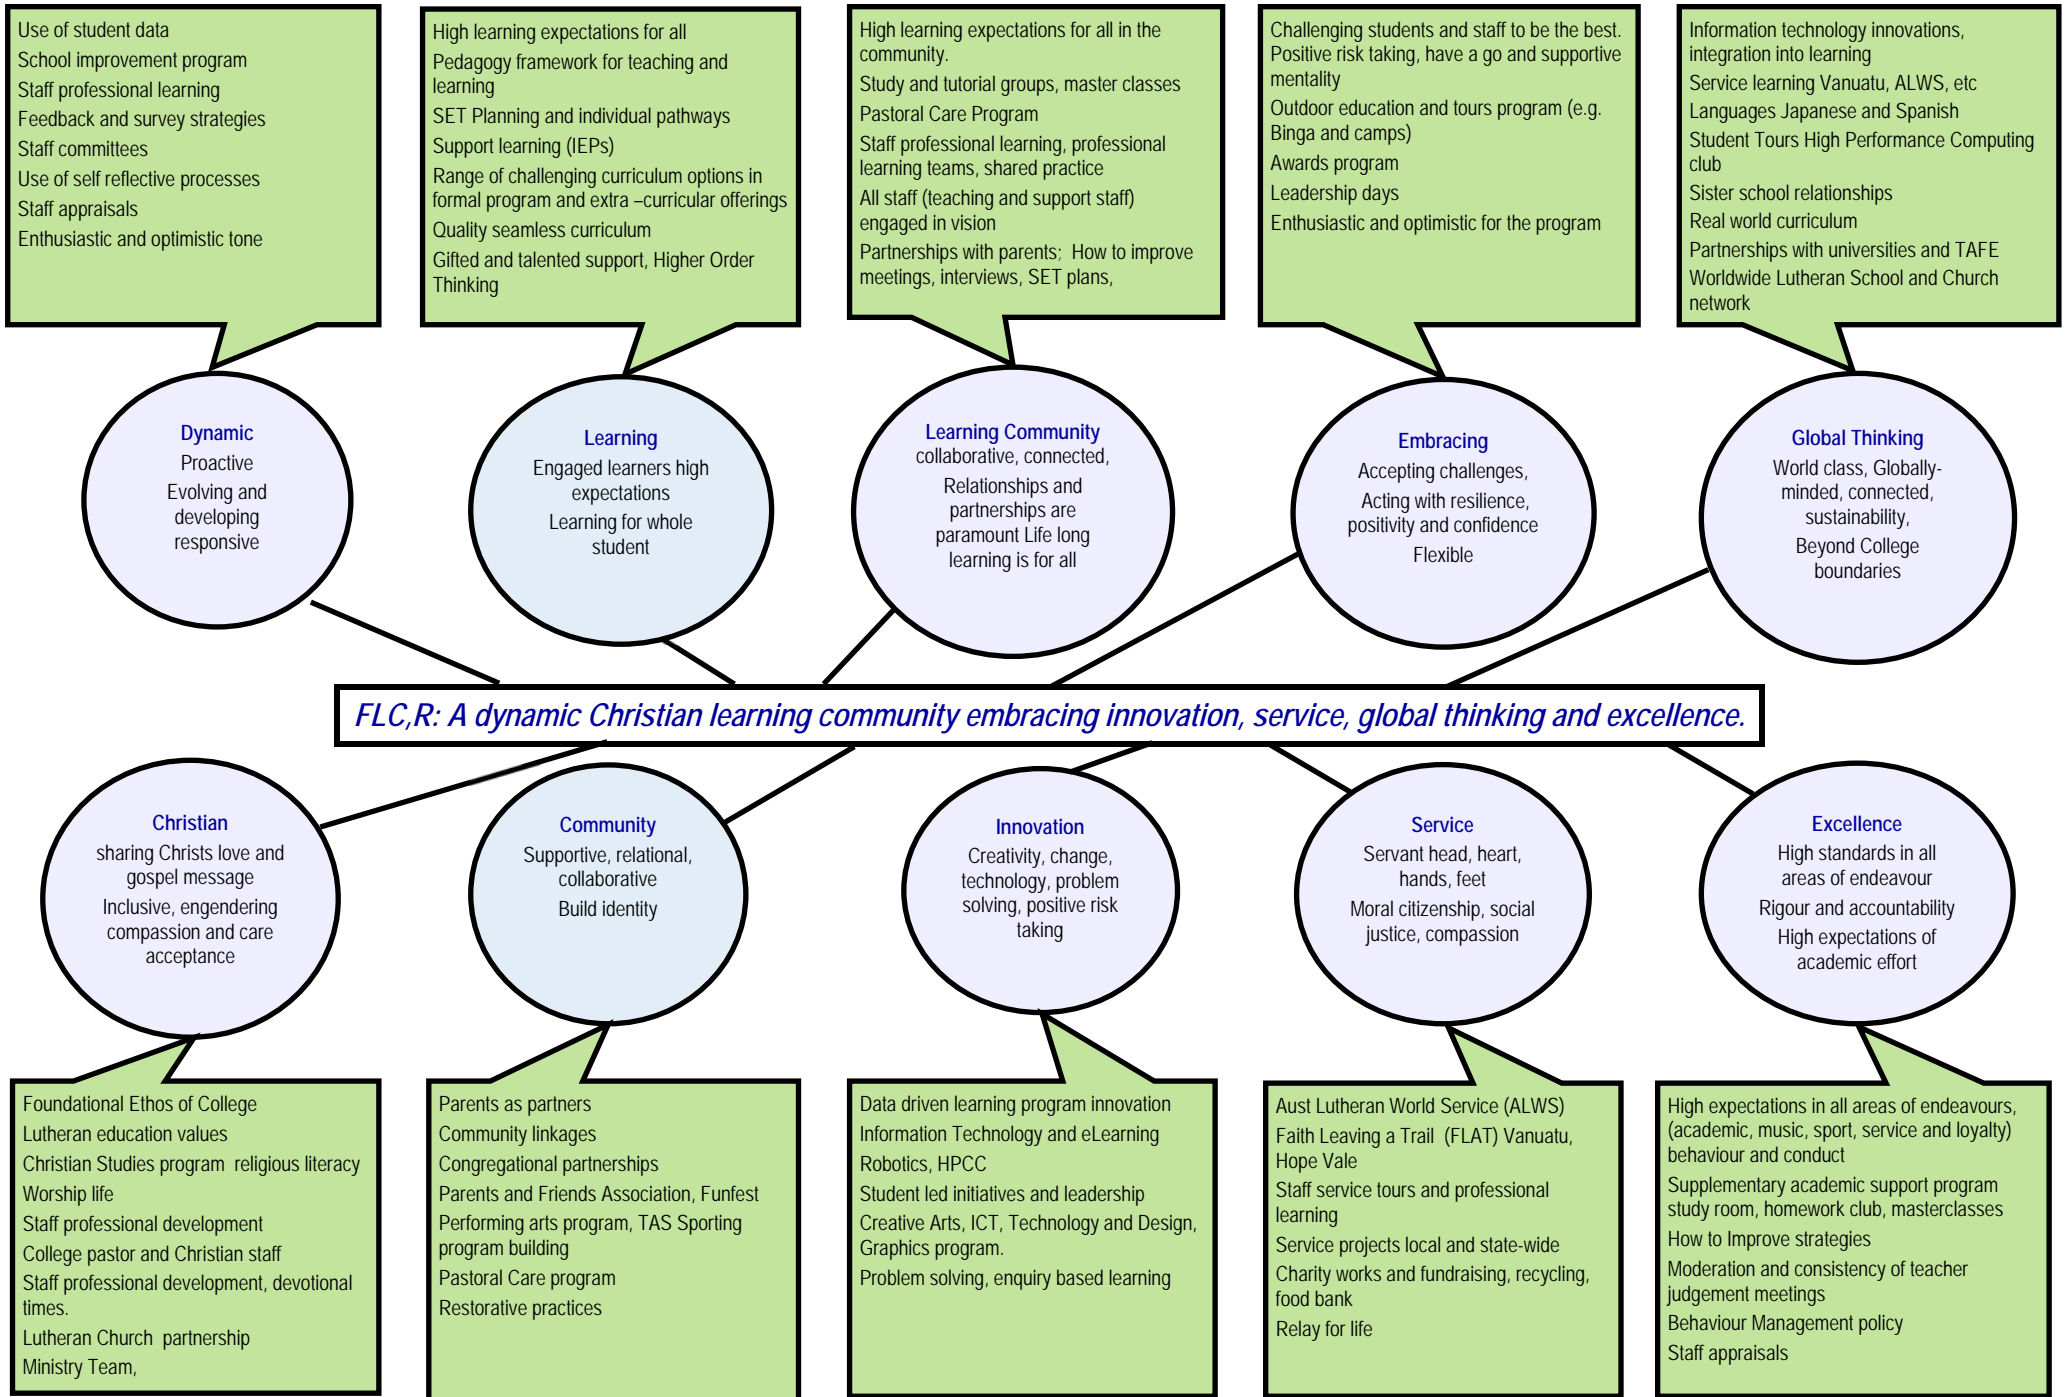 Use of student data
School improvement program
Staff professional learning
Feedback and survey strategies
Staff committees
Use of self reflective processes
Staff appraisals
Enthusiastic and optimistic tone
High learning expectations for all
Pedagogy framework for teaching and
learning
SET Planning and individual pathways
Support learning (IEPs)
Range of challenging curriculum options in
formal program and extra –curricular offerings
Quality seamless curriculum
Gifted and talented support, Higher Order
Thinking
High learning expectations for all in the
community.
Study and tutorial groups, master classes
Pastoral Care Program
Staff professional learning, professional
learning teams, shared practice
All staff (teaching and support staff)
engaged in vision
Partnerships with parents;  How to improve
meetings, interviews, SET plans,
Challenging students and staff to be the best.
Positive risk taking, have a go and supportive
mentality
Outdoor education and tours program (e.g.
Binga and camps)
Awards program
Leadership days
Enthusiastic and optimistic for the program
Information technology innovations,
integration into learning
Service learning Vanuatu, ALWS, etc
Languages Japanese and Spanish
Student Tours High Performance Computing
club
Sister school relationships
Real world curriculum
Partnerships with universities and TAFE
Worldwide Lutheran School and Church
network
Dynamic
Proactive
Evolving and
developing
responsive
Learning
Engaged learners high
expectations
Learning for whole
student
Learning Community
collaborative, connected,
Relationships and
partnerships are
paramount Life long
learning is for all
Embracing
Accepting challenges,
Acting with resilience,
positivity and confidence
Flexible
Global Thinking
World class, Globally-
minded, connected,
sustainability,
Beyond College
boundaries
FLC,R: A dynamic Christian learning community embracing innovation, service, global thinking and excellence.
Christian
sharing Christs love and
gospel message
Inclusive, engendering
compassion and care
acceptance
Community
Supportive, relational,
collaborative
Build identity
Innovation
Creativity, change,
technology, problem
solving, positive risk
taking
Service
Servant head, heart,
hands, feet
Moral citizenship, social
justice, compassion
Excellence
High standards in all
areas of endeavour
Rigour and accountability
High expectations of
academic effort
Foundational Ethos of College
Lutheran education values
Christian Studies program  religious literacy
Worship life
Staff professional development
College pastor and Christian staff
Staff professional development, devotional
times.
Lutheran Church  partnership
Ministry Team,
Parents as partners
Community linkages
Congregational partnerships
Parents and Friends Association, Funfest
Performing arts program, TAS Sporting
program building
Pastoral Care program
Restorative practices
Data driven learning program innovation
Information Technology and eLearning
Robotics, HPCC
Student led initiatives and leadership
Creative Arts, ICT, Technology and Design,
Graphics program.
Problem solving, enquiry based learning
Aust Lutheran World Service (ALWS)
Faith Leaving a Trail  (FLAT) Vanuatu,
Hope Vale
Staff service tours and professional
learning
Service projects local and state-wide
Charity works and fundraising, recycling,
food bank
Relay for life
High expectations in all areas of endeavours,
(academic, music, sport, service and loyalty)
behaviour and conduct
Supplementary academic support program
study room, homework club, masterclasses
How to Improve strategies
Moderation and consistency of teacher
judgement meetings
Behaviour Management policy
Staff appraisals